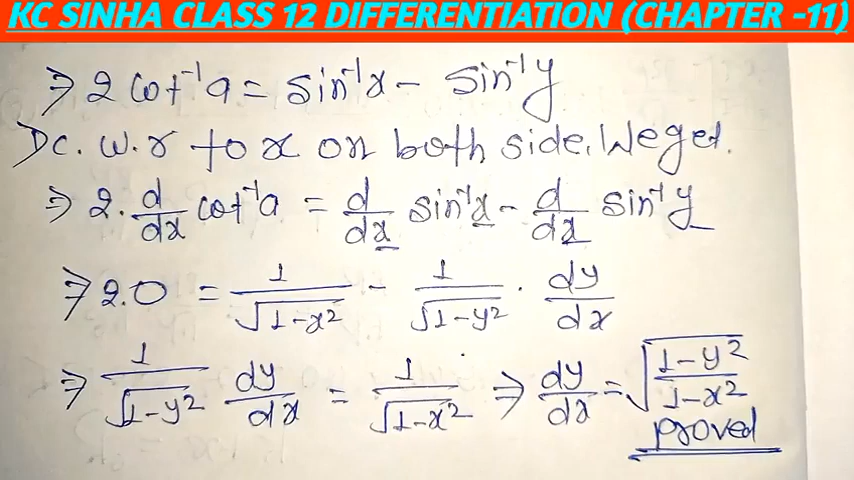 KC SINHA CLASS 12 DIFFERENTIATION (CHAPTER -11)
⇒ 2 cot⁻¹a = sin⁻¹x - sin⁻¹y
Dc. w.r to x on both side. We get.
⇒ 2. d/dx cot⁻¹a = d/dx sin⁻¹x - d/dx sin⁻¹y
⇒ 2.0 = 1/√(1-x²) - 1/√(1-y²) . dy/dx
⇒ 1/√(1-y²) dy/dx = 1/√(1-x²) ⇒ dy/dx = √((1-y²)/(1-x²))
proved